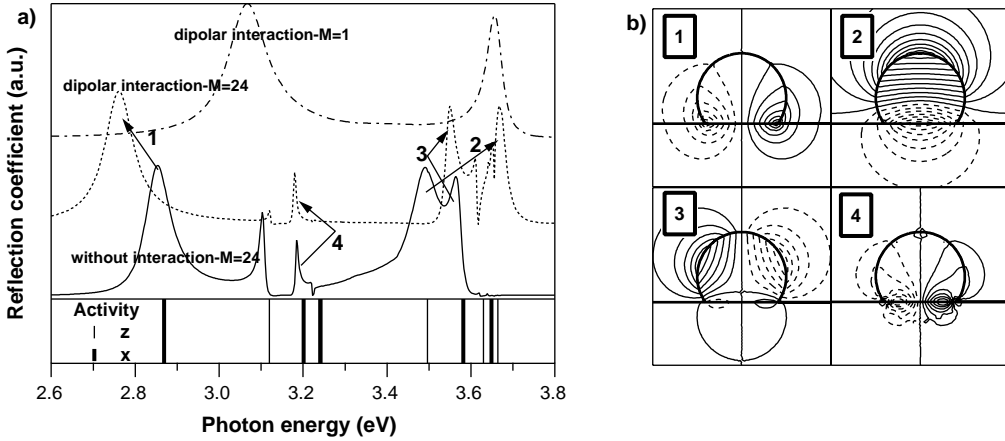 a)
dipolar interaction-M=1
dipolar interaction-M=24
1
3
2
4
without interaction-M=24
Reflection coefficient (a.u.)
Activity
z
x
2.6 2.8 3.0 3.2 3.4 3.6 3.8
Photon energy (eV)
b)
1
2
3
4